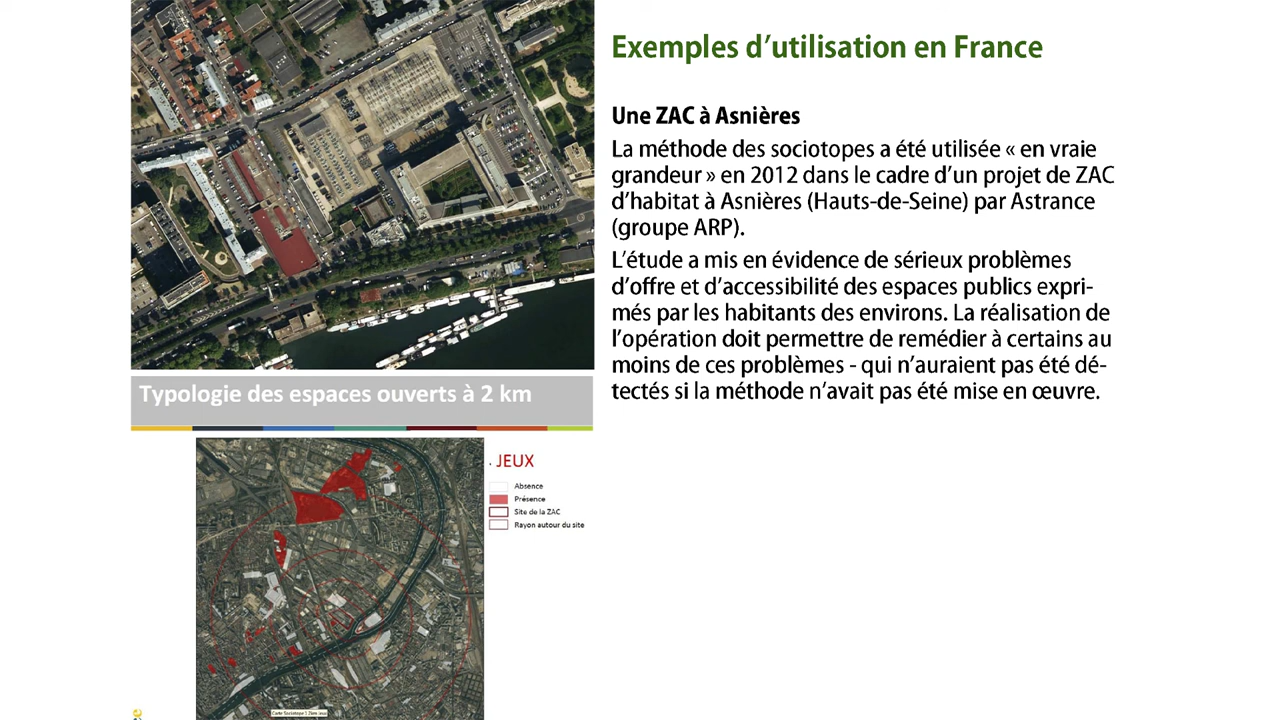 Exemples d’utilisation en France
Une ZAC à Asnières
La méthode des sociotopes a été utilisée « en vraie
grandeur » en 2012 dans le cadre d’un projet de ZAC
d’habitat à Asnières (Hauts-de-Seine) par Astrance
(groupe ARP).
L’étude a mis en évidence de sérieux problèmes
d’offre et d’accessibilité des espaces publics expri-
més par les habitants des environs. La réalisation de
l’opération doit permettre de remédier à certains au
moins de ces problèmes - qui n’auraient pas été dé-
tectés si la méthode n’avait pas été mise en œuvre.
Typologie des espaces ouverts à 2 km
. JEUX
Absence
Présence
Site de la ZAC
Rayon autour du site
Carte Sociotope